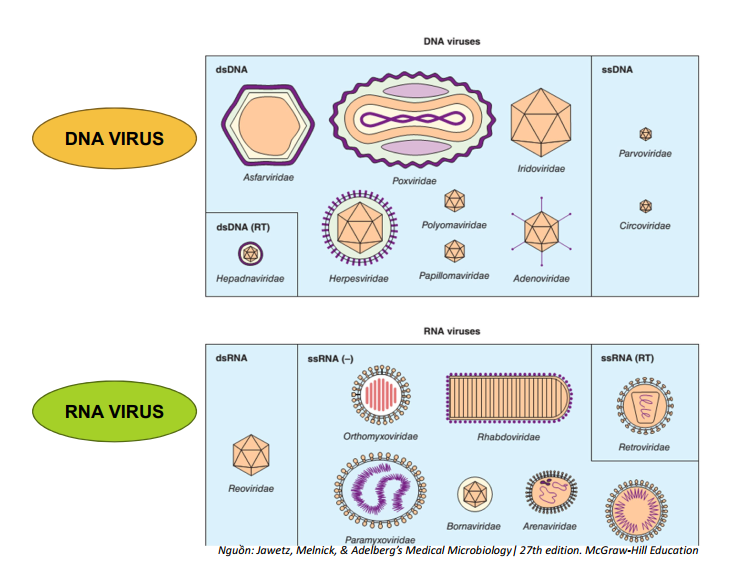 DNA viruses
DNA VIRUS
dsDNA
ssDNA
Asfarviridae
Poxviridae
Iridoviridae
Parvoviridae
dsDNA (RT)
Hepadnaviridae
Herpesviridae
Polyomaviridae
Papillomaviridae
Adenoviridae
Circoviridae
RNA viruses
RNA VIRUS
dsRNA
ssRNA (–)
ssRNA (RT)
Orthomyxoviridae
Rhabdoviridae
Retroviridae
Reoviridae
Paramyxoviridae
Bornaviridae
Arenaviridae
Nguồn: Jawetz, Melnick, & Adelberg’s Medical Microbiology| 27th edition. McGraw-Hill Education